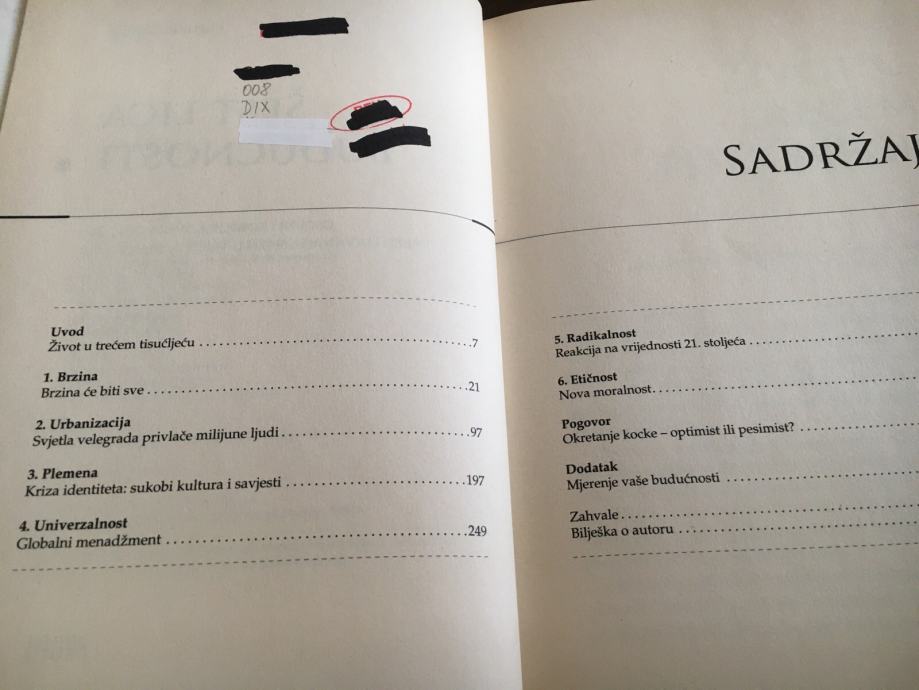 008
DIX
Uvod
Život u trećem tisućljeću ........................................ 7
1. Brzina
Brzina će biti sve ................................................ 21
2. Urbanizacija
Svjetla velegrada privlače milijune ljudi ......................... 97
3. Plemena
Kriza identiteta: sukobi kultura i savjesti ....................... 197
4. Univerzalnost
Globalni menadžment ............................................... 249
SADRŽAJ
5. Radikalnost
Reakcija na vrijednosti 21. stoljeća ..............................
6. Etičnost
Nova moralnost ....................................................
Pogovor
Okretanje kocke – optimist ili pesimist? ..........................
Dodatak
Mjerenje vaše budućnosti ..........................................
Zahvale ...........................................................
Bilješka o autoru .................................................